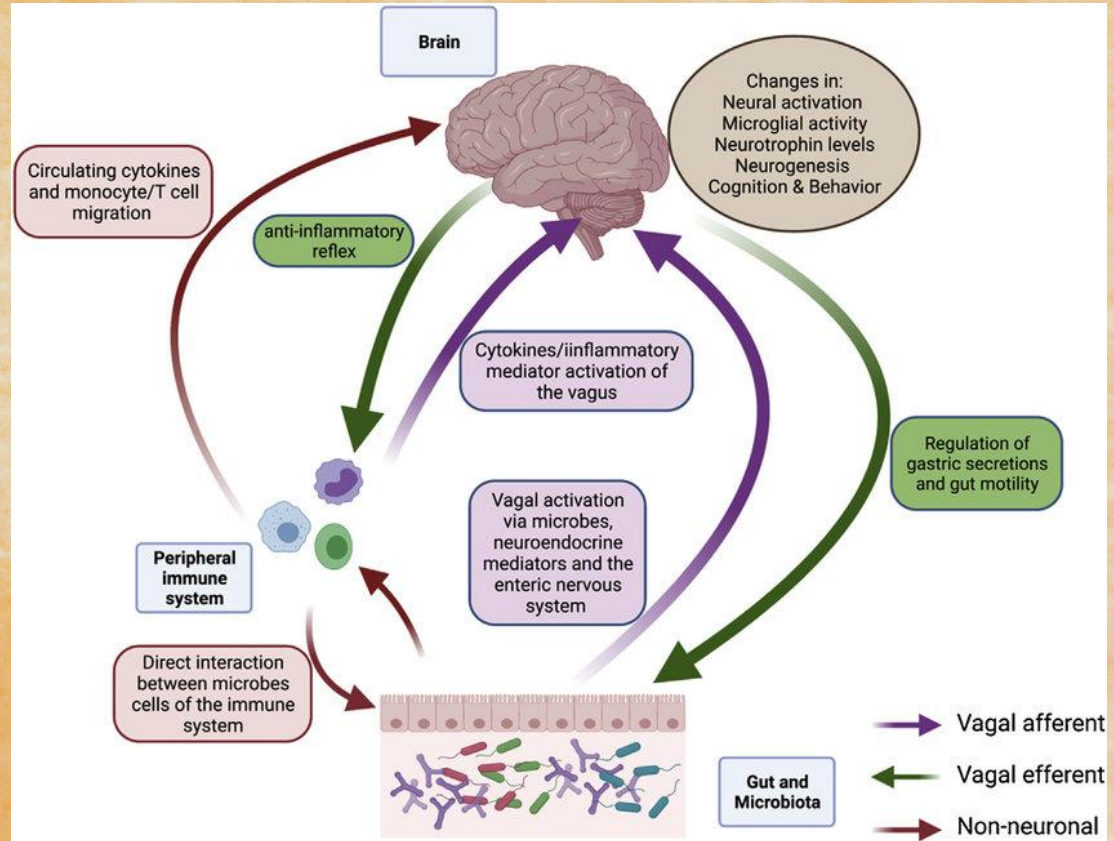 Brain
Changes in:
Neural activation
Microglial activity
Neurotrophin levels
Neurogenesis
Cognition & Behavior
Circulating cytokines
and monocyte/T cell
migration
anti-inflammatory
reflex
Cytokines/iinflammatory
mediator activation of
the vagus
Regulation of
gastric secretions
and gut motility
Vagal activation
via microbes,
neuroendocrine
mediators and the
enteric nervous
system
Peripheral
immune
system
Direct interaction
between microbes
cells of the immune
system
Gut and
Microbiota
Vagal afferent
Vagal efferent
Non-neuronal